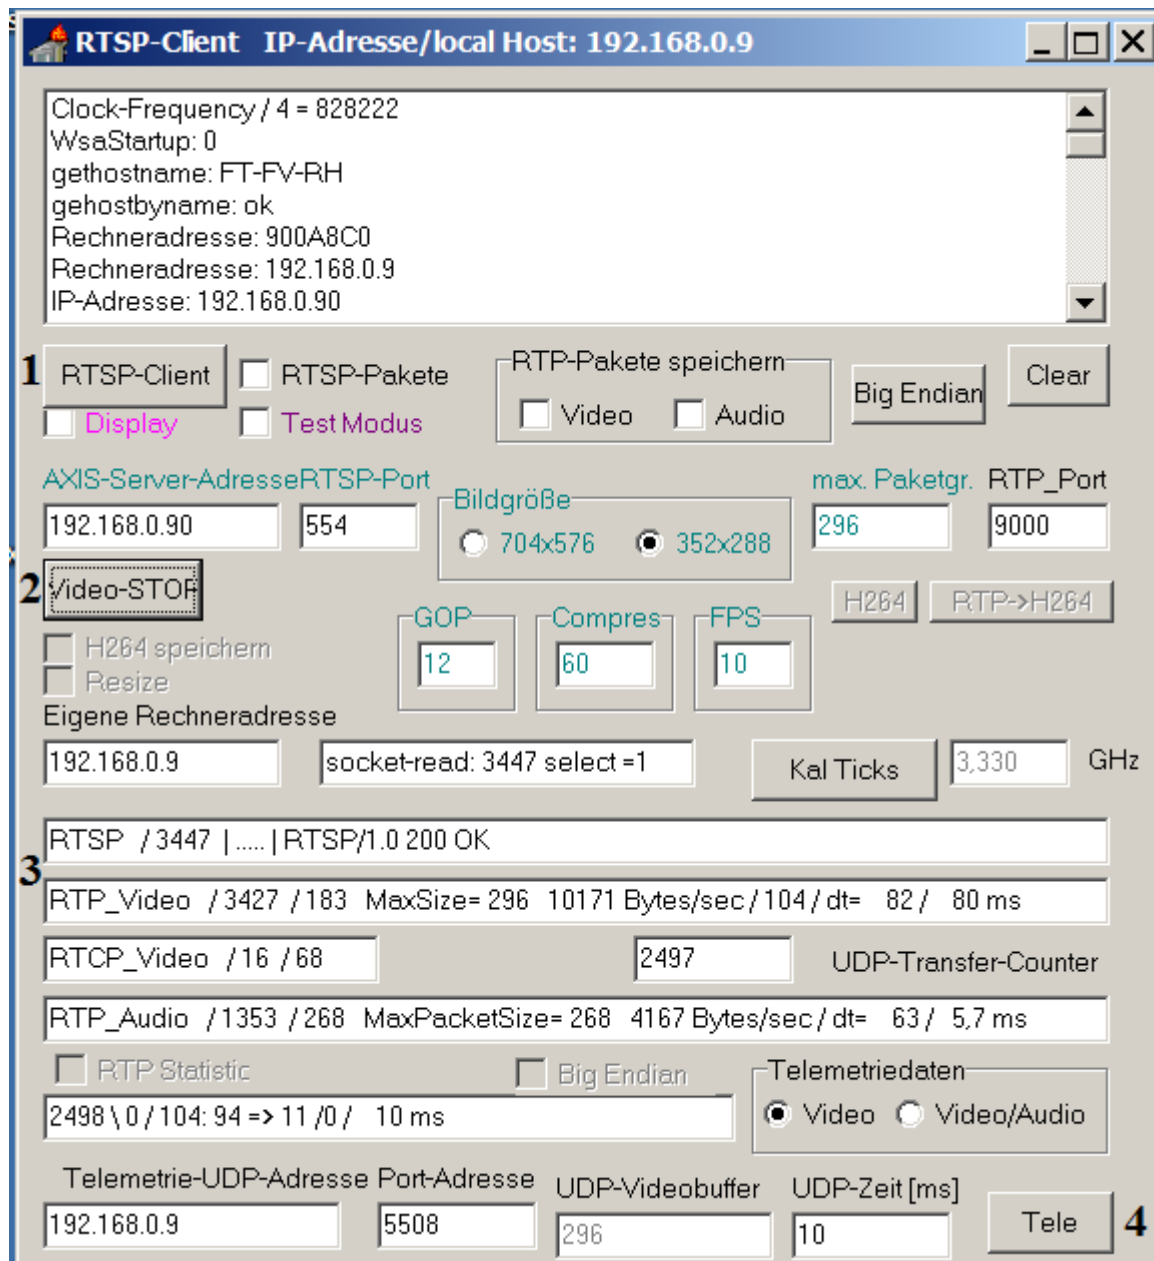 RTSP-Client IP-Adresse/local Host: 192.168.0.9
Clock-Frequency / 4 = 828222
WsaStartup: 0
gethostname: FT-FV-RH
gehostbyname: ok
Rechneradresse: 900A8C0
Rechneradresse: 192.168.0.9
IP-Adresse: 192.168.0.90
1 RTSP-Client RTSP-Pakete RTP-Pakete speichern Big Endian Clear
Display Test Modus Video Audio
AXIS-Server-Adresse RTSP-Port Bildgröße max. Paketgr. RTP_Port
192.168.0.90 554 704x576 352x288 296 9000
2 Video-STOP H264 RTP->H264
H264 speichern GOP Compres FPS
Resize 12 60 10
Eigene Rechneradresse
192.168.0.9 socket-read: 3447 select =1 Kal Ticks 3,330 GHz
RTSP / 3447 | ..... | RTSP/1.0 200 OK
3
RTP_Video / 3427 / 183 MaxSize= 296 10171 Bytes/sec / 104 / dt= 82 / 80 ms
RTCP_Video / 16 / 68 2497 UDP-Transfer-Counter
RTP_Audio / 1353 / 268 MaxPacketSize= 268 4167 Bytes/sec / dt= 63 / 5,7 ms
RTP Statistic Big Endian Telemetriedaten
2498 \ 0 / 104: 94 => 11 /0 / 10 ms Video Video/Audio
Telemetrie-UDP-Adresse Port-Adresse UDP-Videobuffer UDP-Zeit [ms]
192.168.0.9 5508 296 10 Tele 4